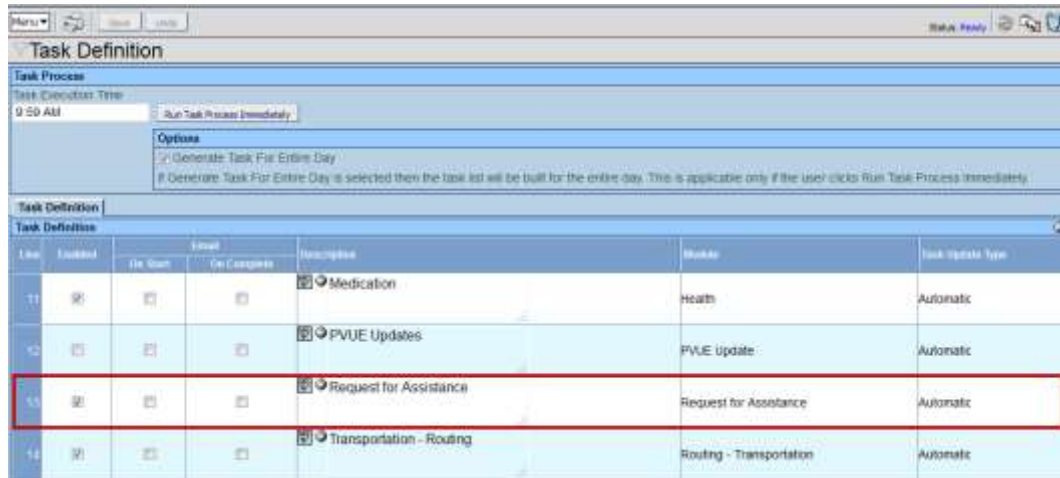 Menu
Save Undo
Status: Ready
Task Definition
Task Process
Task Execution Time
9:59 AM
Run Task Process Immediately
Options
Generate Task For Entire Day
If Generate Task For Entire Day is selected then the task list will be built for the entire day. This is applicable only if the user clicks Run Task Process Immediately.
Task Definition
Task Definition
Line Enabled Email Description Module Task Update Type
On Start On Complete
11 Medication Health Automatic
12 PVUE Updates PVUE Update Automatic
13 Request for Assistance Request for Assistance Automatic
14 Transportation - Routing Routing - Transportation Automatic